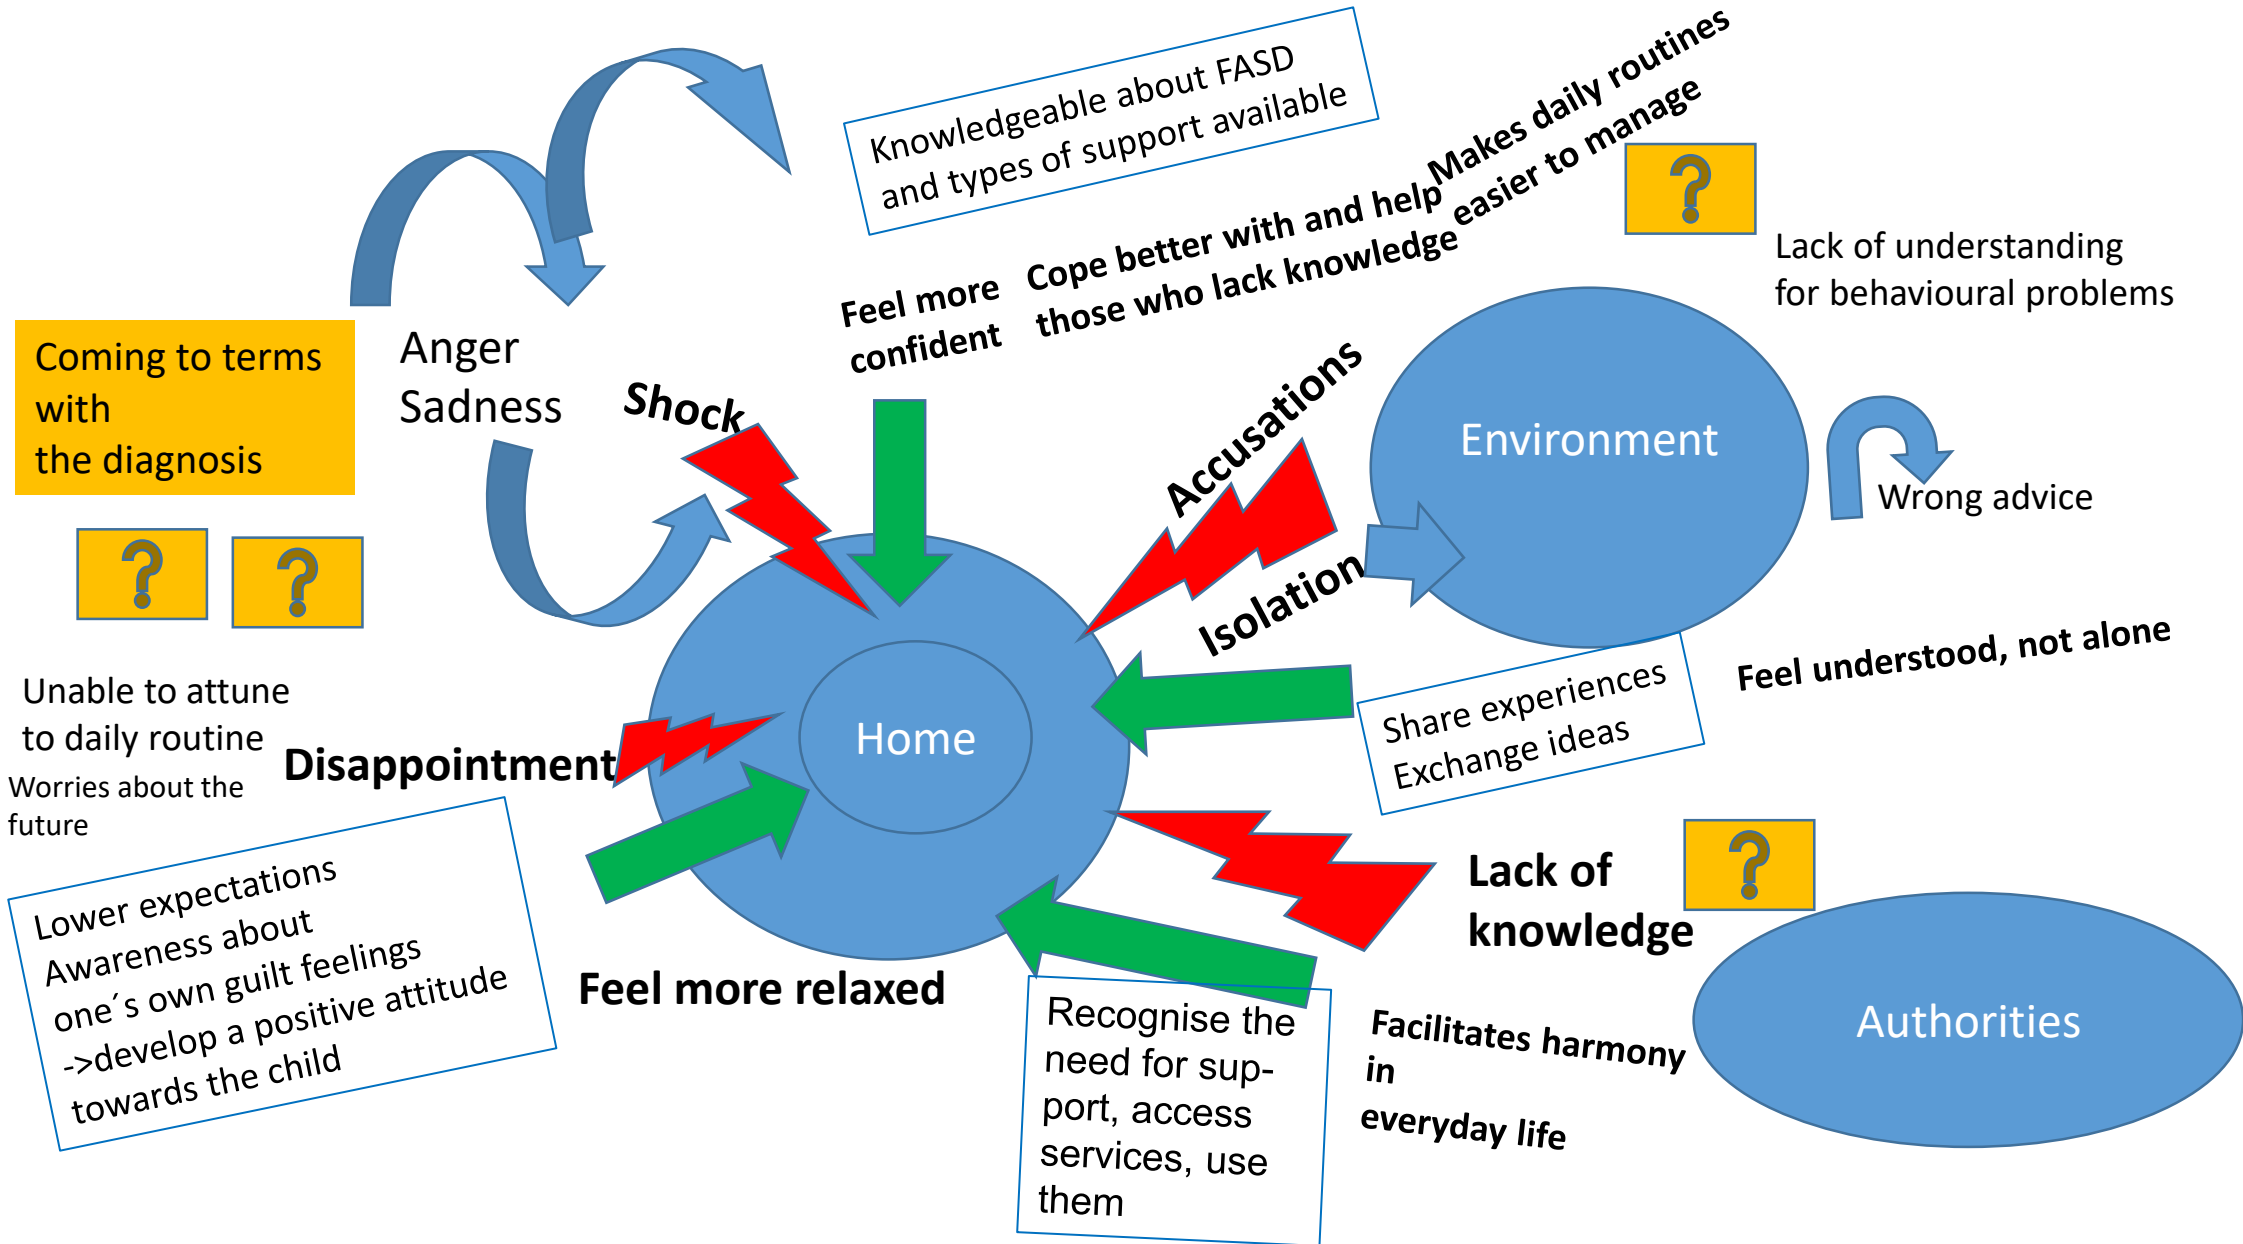 Knowledgeable about FASD
and types of support available
Makes daily routines
easier to manage
?
Lack of understanding
for behavioural problems
Feel more
confident
Cope better with and help
those who lack knowledge
Coming to terms
with
the diagnosis
Anger
Sadness
Shock
Accusations
Environment
Wrong advice
?
?
Isolation
Unable to attune
to daily routine
Worries about the
future
Disappointment
Home
Share experiences
Exchange ideas
Feel understood, not alone
Lower expectations
Awareness about
one´s own guilt feelings
->develop a positive attitude
towards the child
Feel more relaxed
Lack of
knowledge
?
Authorities
Recognise the
need for sup-
port, access
services, use
them
Facilitates harmony
in
everyday life